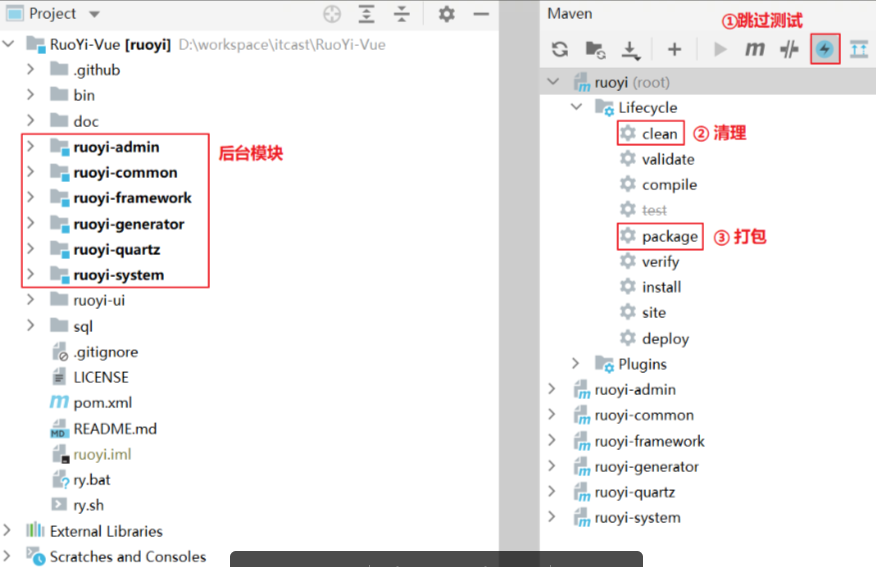 Project
RuoYi-Vue [ruoyi] D:\workspace\itcast\RuoYi-Vue
.github
bin
doc
ruoyi-admin
ruoyi-common
ruoyi-framework
ruoyi-generator
ruoyi-quartz
ruoyi-system
后台模块
ruoyi-ui
sql
.gitignore
LICENSE
pom.xml
README.md
ruoyi.iml
ry.bat
ry.sh
External Libraries
Scratches and Consoles
Maven
①跳过测试
ruoyi (root)
Lifecycle
clean ② 清理
validate
compile
test
package ③ 打包
verify
install
site
deploy
Plugins
ruoyi-admin
ruoyi-common
ruoyi-framework
ruoyi-generator
ruoyi-quartz
ruoyi-system